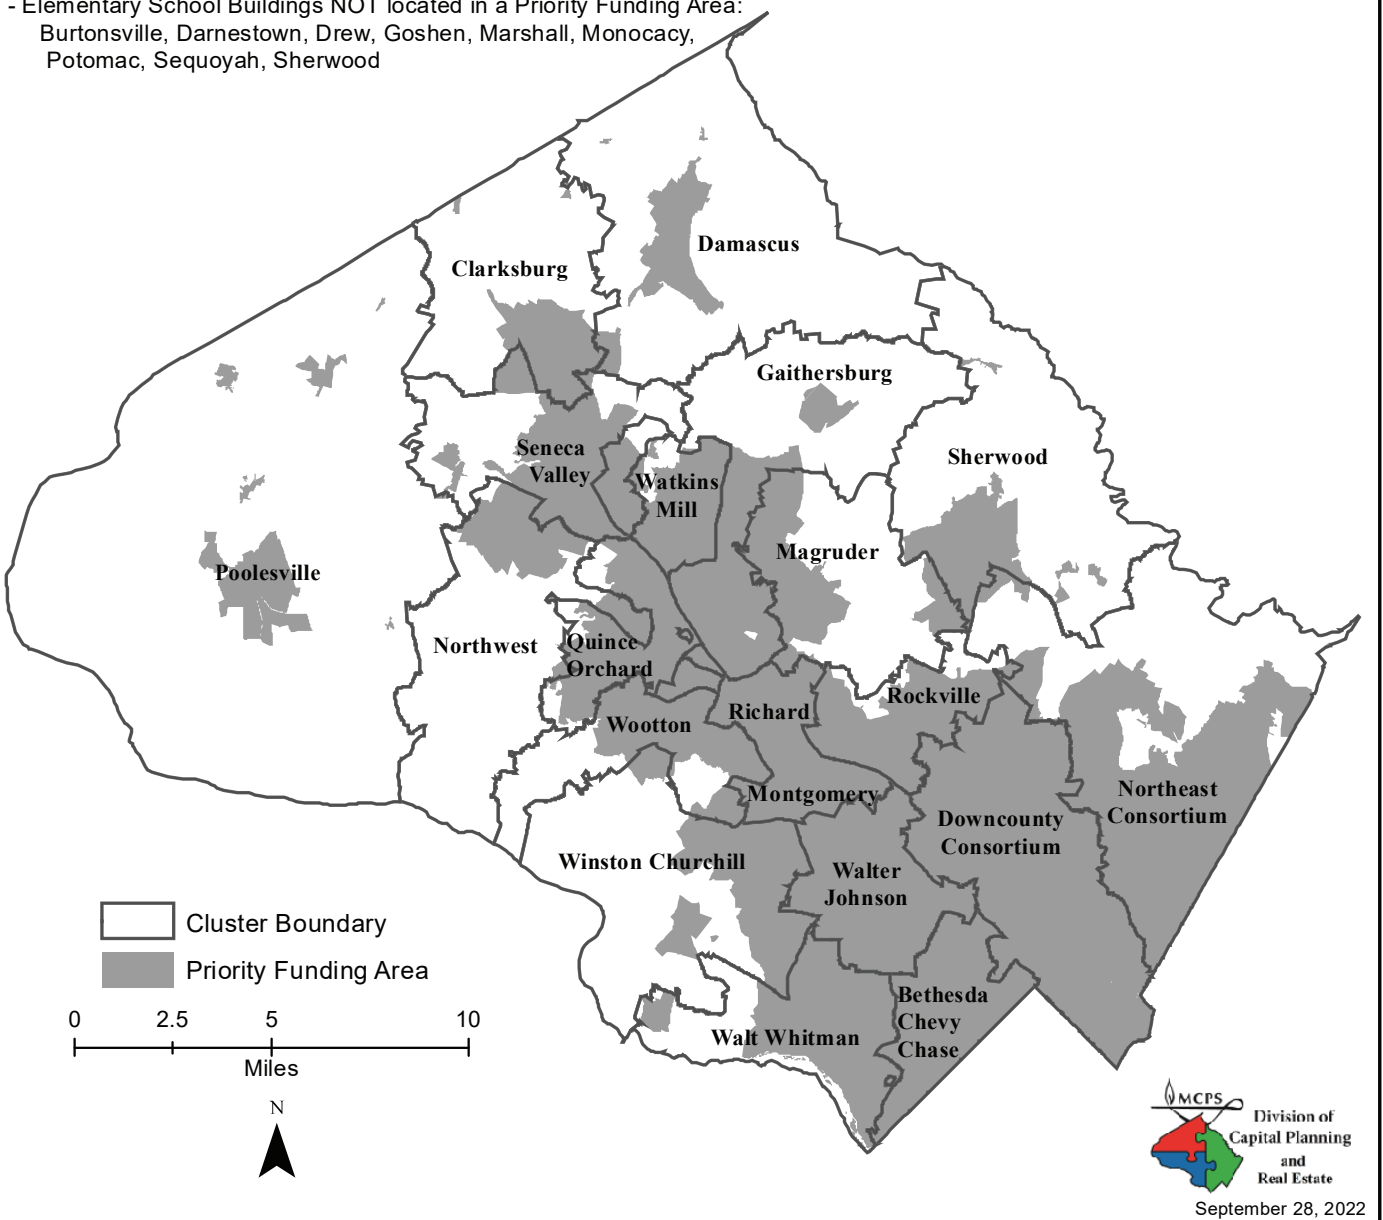 - Elementary School Buildings NOT located in a Priority Funding Area:
Burtonsville, Darnestown, Drew, Goshen, Marshall, Monocacy,
Potomac, Sequoyah, Sherwood
Damascus
Clarksburg
Gaithersburg
Seneca
Valley
Sherwood
Watkins
Mill
Magruder
Poolesville
Northwest
Quince
Orchard
Rockville
Richard
Montgomery
Wootton
Northeast
Consortium
Downcounty
Consortium
Winston Churchill
Walter
Johnson
Bethesda
Chevy
Chase
Walt Whitman
Cluster Boundary
Priority Funding Area
0 2.5 5 10
Miles
N
MCPS
Division of
Capital Planning
and
Real Estate
September 28, 2022